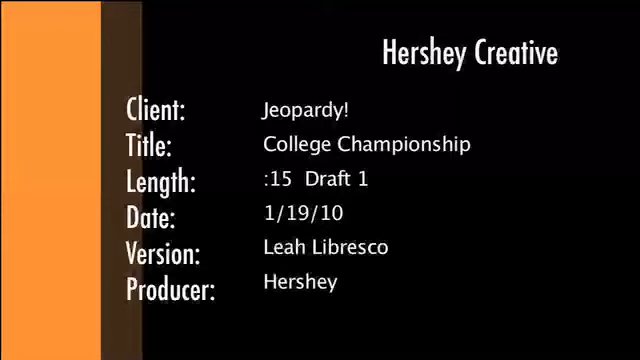 Hershey Creative
Client: Jeopardy!
Title: College Championship
Length: :15 Draft 1
Date: 1/19/10
Version: Leah Libresco
Producer: Hershey